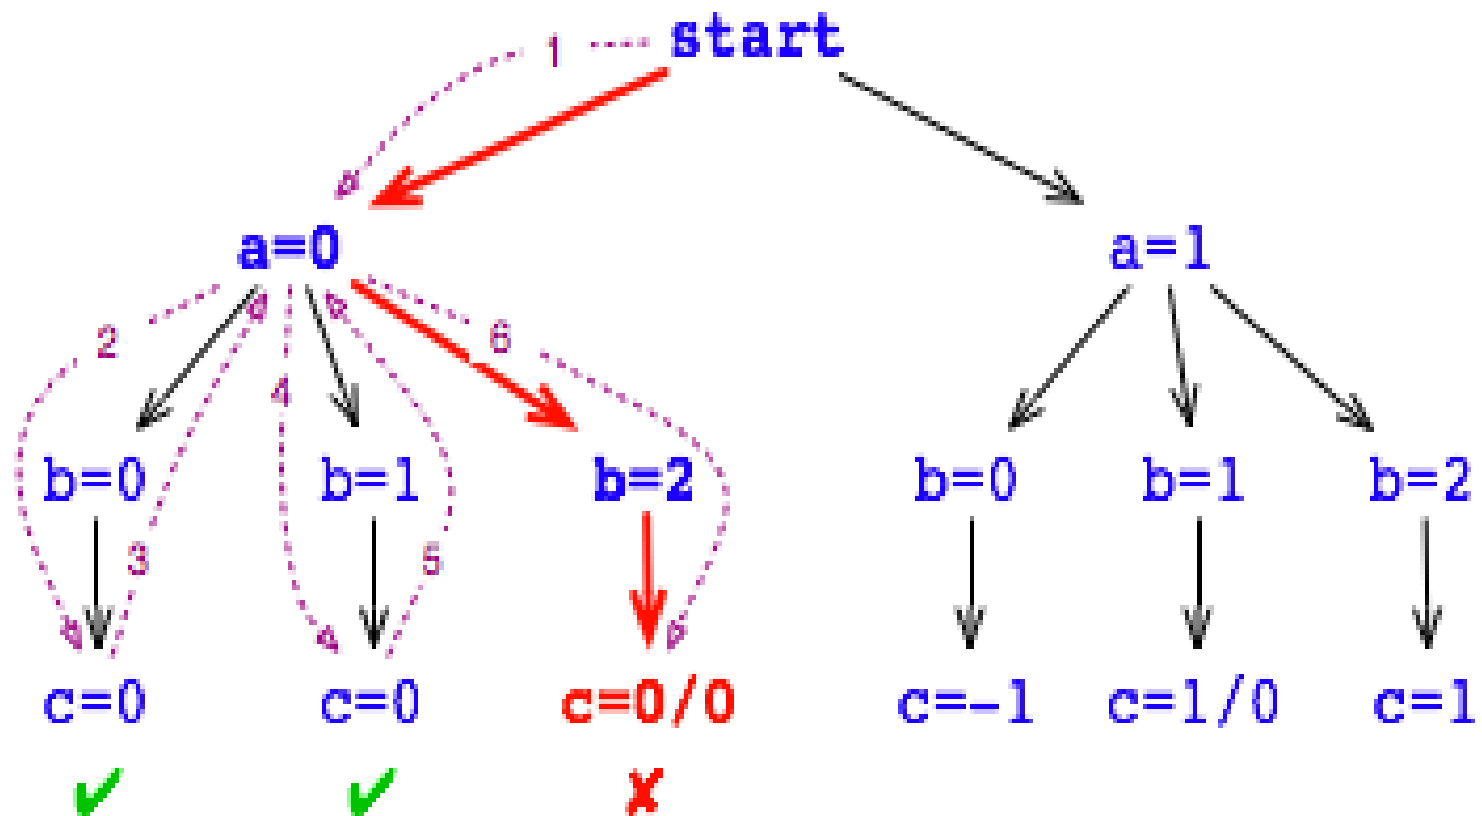 1 start
a=0 a=1
2 6
4
b=0 b=1 b=2 b=0 b=1 b=2
3 5
c=0 c=0 c=0/0 c=-1 c=1/0 c=1
✔ ✔ ✘